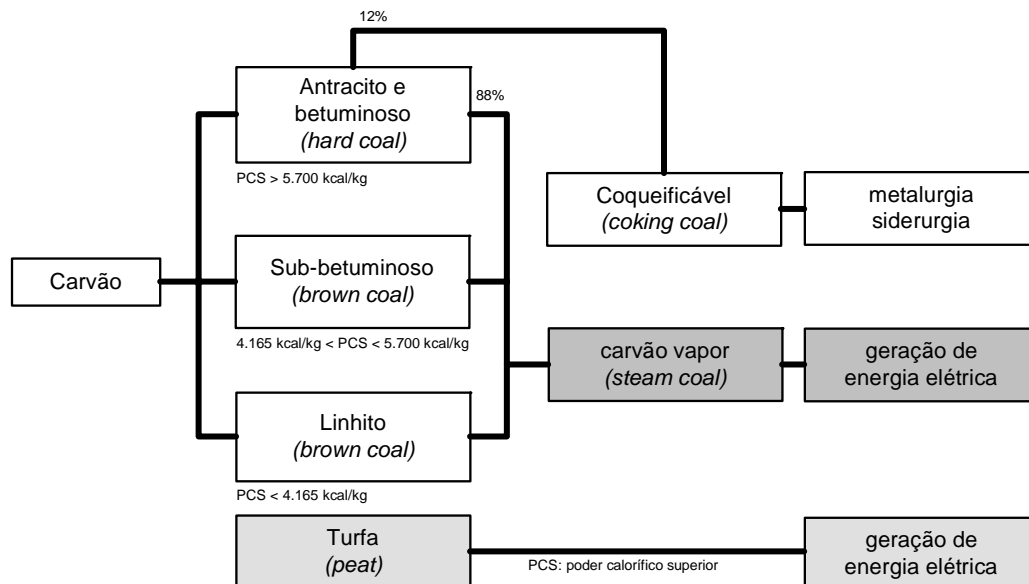 12%
Antracito e
betuminoso
(hard coal)
88%
PCS > 5.700 kcal/kg
Coqueificável
(coking coal)
metalurgia
siderurgia
Carvão
Sub-betuminoso
(brown coal)
4.165 kcal/kg < PCS < 5.700 kcal/kg
carvão vapor
(steam coal)
geração de
energia elétrica
Linhito
(brown coal)
PCS < 4.165 kcal/kg
Turfa
(peat)
PCS: poder calorífico superior
geração de
energia elétrica